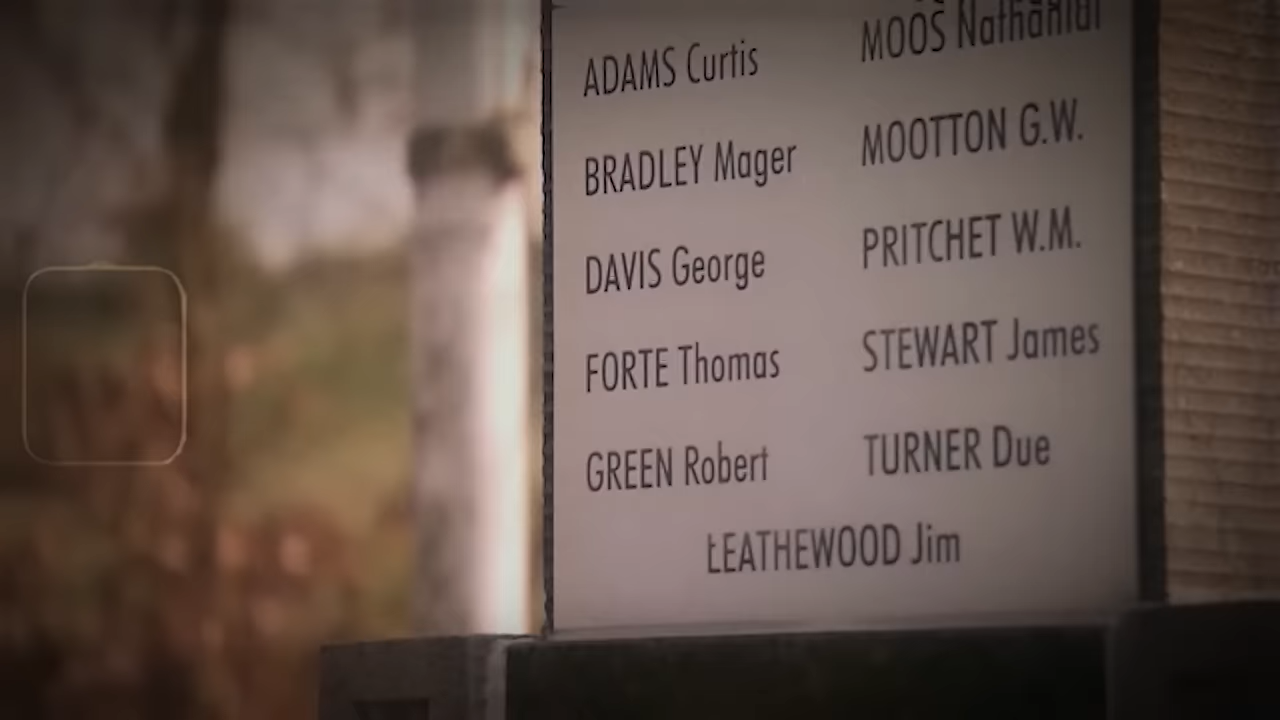 ADAMS Curtis
BRADLEY Mager
DAVIS George
FORTE Thomas
GREEN Robert
MOOS Nathanial
MOOTTON G.W.
PRITCHET W.M.
STEWART James
TURNER Due
LEATHEWOOD Jim